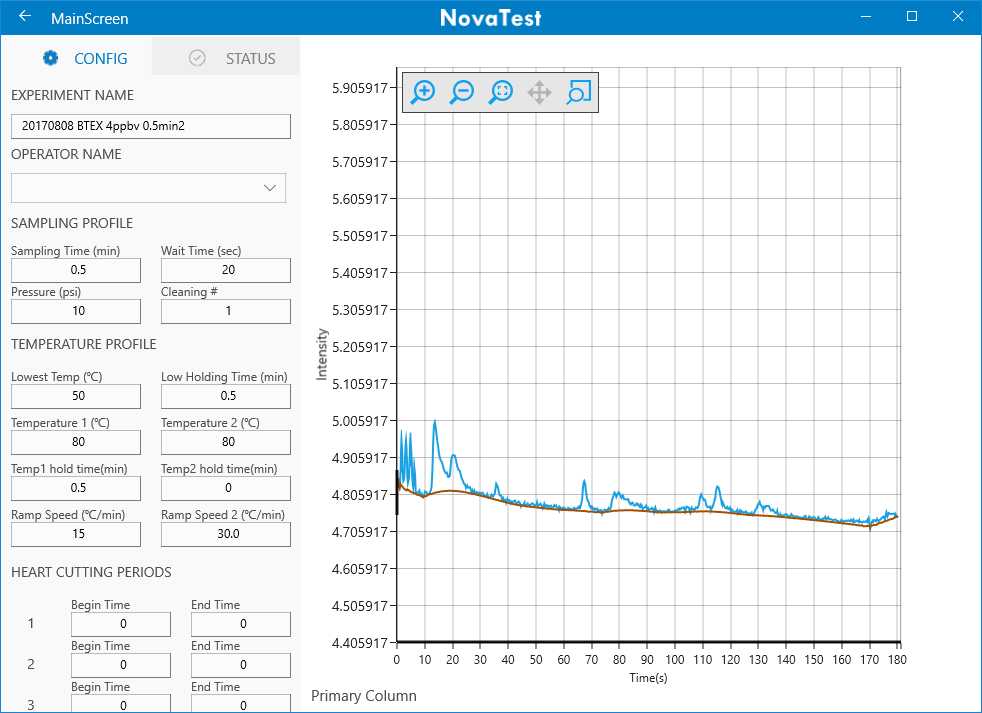 MainScreen
NovaTest
CONFIG
STATUS
EXPERIMENT NAME
20170808 BTEX 4ppbv 0.5min2
OPERATOR NAME
SAMPLING PROFILE
Sampling Time (min) Wait Time (sec)
0.5 20
Pressure (psi) Cleaning #
10 1
TEMPERATURE PROFILE
Lowest Temp (℃) Low Holding Time (min)
50 0.5
Temperature 1 (℃) Temperature 2 (℃)
80 80
Temp1 hold time(min) Temp2 hold time(min)
0.5 0
Ramp Speed (℃/min) Ramp Speed 2 (℃/min)
15 30.0
HEART CUTTING PERIODS
Begin Time End Time
1 0 0
Begin Time End Time
2 0 0
Begin Time End Time
3 0 0
5.905917
5.805917
5.705917
5.605917
5.505917
5.405917
5.305917
5.205917
5.105917
5.005917
4.905917
4.805917
4.705917
4.605917
4.505917
4.405917
Intensity
0 10 20 30 40 50 60 70 80 90 100 110 120 130 140 150 160 170 180
Time(s)
Primary Column